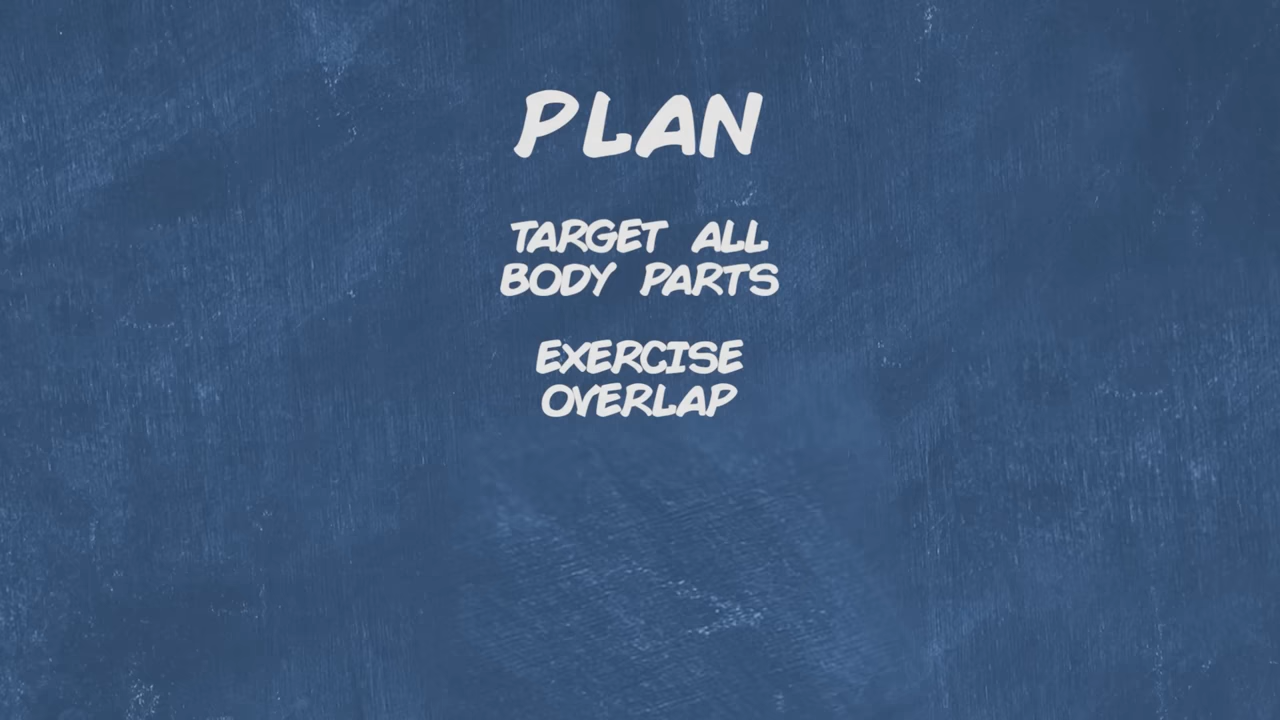 PLAN
TARGET ALL
BODY PARTS
EXERCISE
OVERLAP